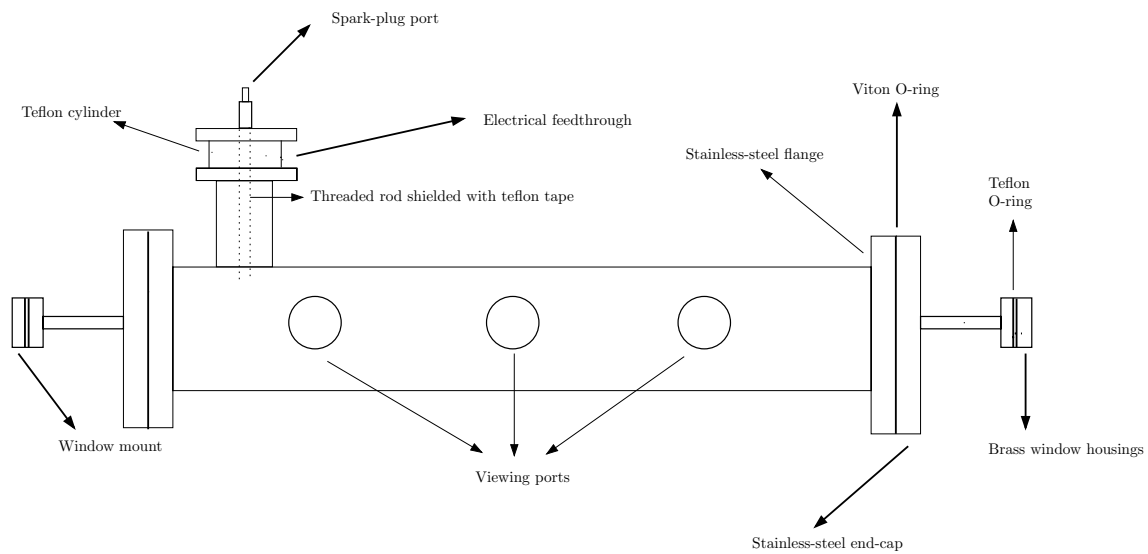 Spark-plug port
Viton O-ring
Teflon cylinder
Electrical feedthrough
Stainless-steel flange
Teflon
O-ring
Threaded rod shielded with teflon tape
Window mount
Brass window housings
Viewing ports
Stainless-steel end-cap